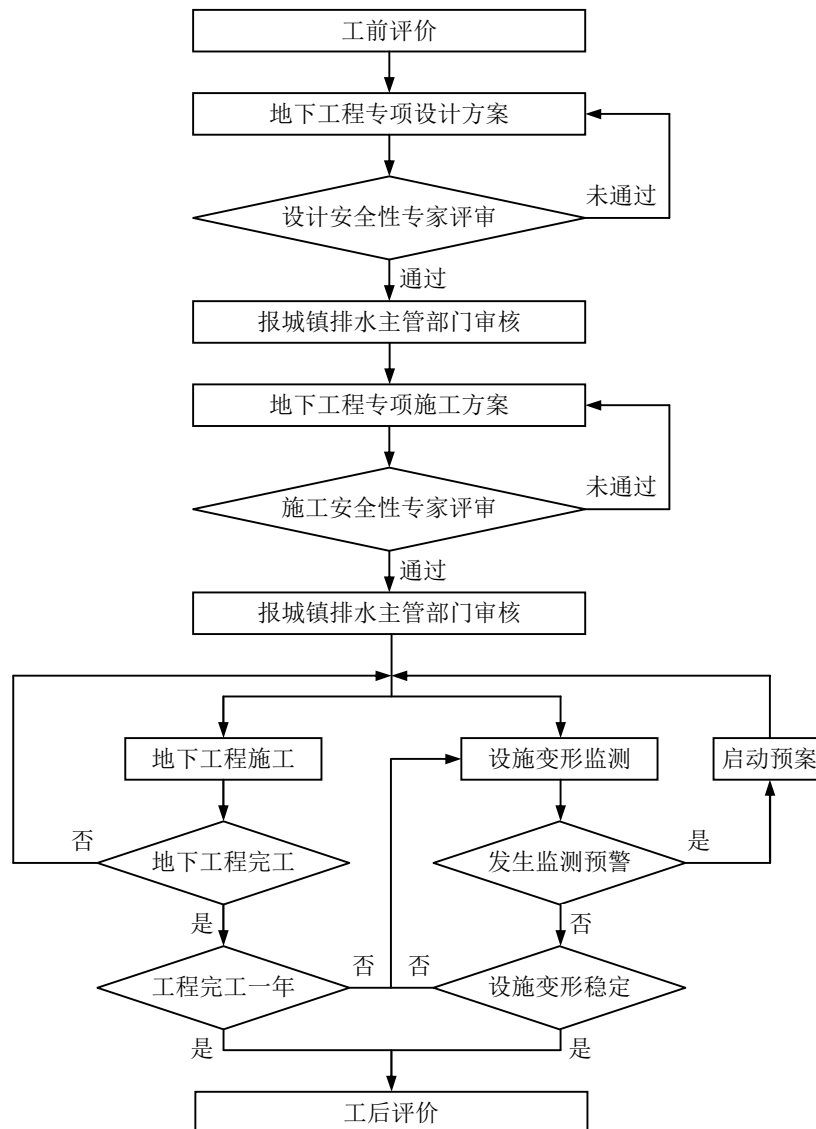 工前评价
地下工程专项设计方案
未通过
设计安全性专家评审
通过
报城镇排水主管部门审核
地下工程专项施工方案
未通过
施工安全性专家评审
通过
报城镇排水主管部门审核
地下工程施工
设施变形监测
启动预案
否
地下工程完工
发生监测预警
是
是
否
工程完工一年
否
否
设施变形稳定
是
是
工后评价